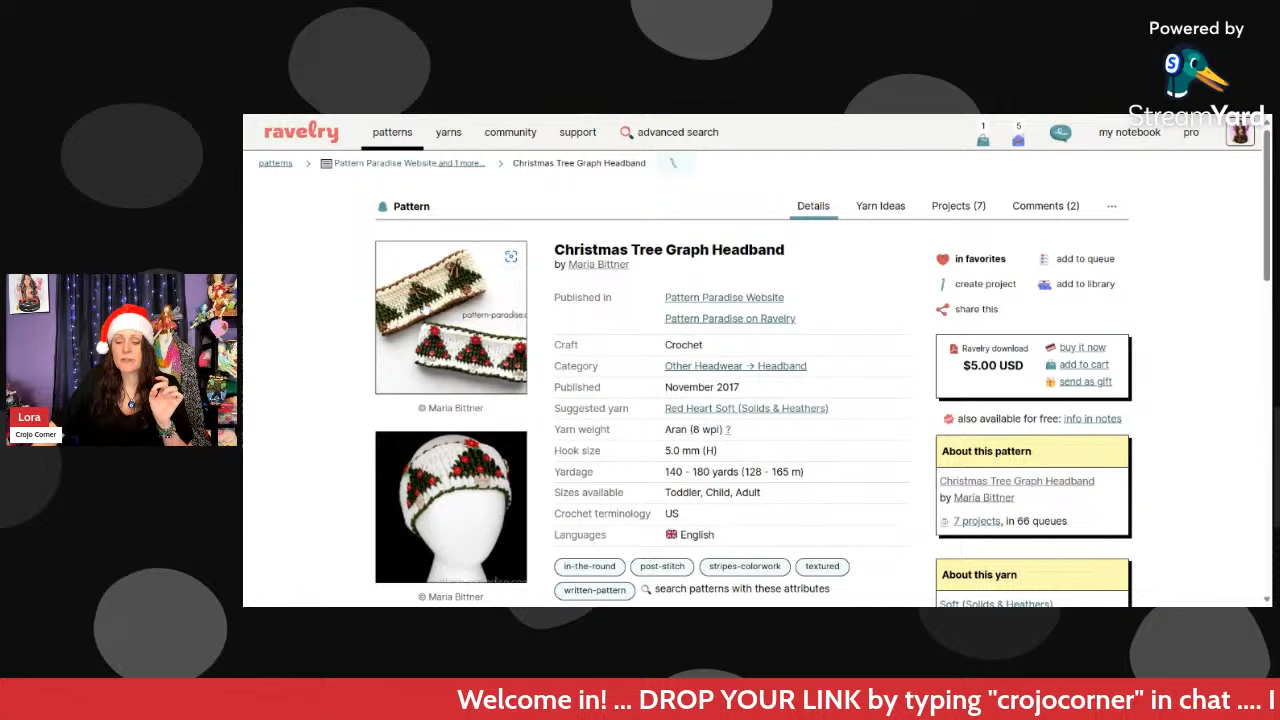 Powered by
S
StreamYard
ravelry
patterns
yarns
community
support
advanced search
1
5
my notebook
pro
patterns
Pattern Paradise Website and 1 more...
Christmas Tree Graph Headband
Pattern
Details
Yarn Ideas
Projects (7)
Comments (2)
...
pattern-paradise.c
© Maria Bittner
© Maria Bittner
Christmas Tree Graph Headband
by Maria Bittner
Published in Pattern Paradise Website
Pattern Paradise on Ravelry
Craft Crochet
Category Other Headwear → Headband
Published November 2017
Suggested yarn Red Heart Soft (Solids & Heathers)
Yarn weight Aran (8 wpi) ?
Hook size 5.0 mm (H)
Yardage 140 - 180 yards (128 - 165 m)
Sizes available Toddler, Child, Adult
Crochet terminology US
Languages English
in-the-round post-stitch stripes-colorwork textured
written-pattern search patterns with these attributes
in favorites
add to queue
create project
add to library
share this
Ravelry download
$5.00 USD
buy it now
add to cart
send as gift
also available for free: info in notes
About this pattern
Christmas Tree Graph Headband
by Maria Bittner
7 projects, in 66 queues
About this yarn
Soft (Solids & Heathers)
Lora
Crojo Corner
Welcome in! ... DROP YOUR LINK by typing "crojocorner" in chat .... I